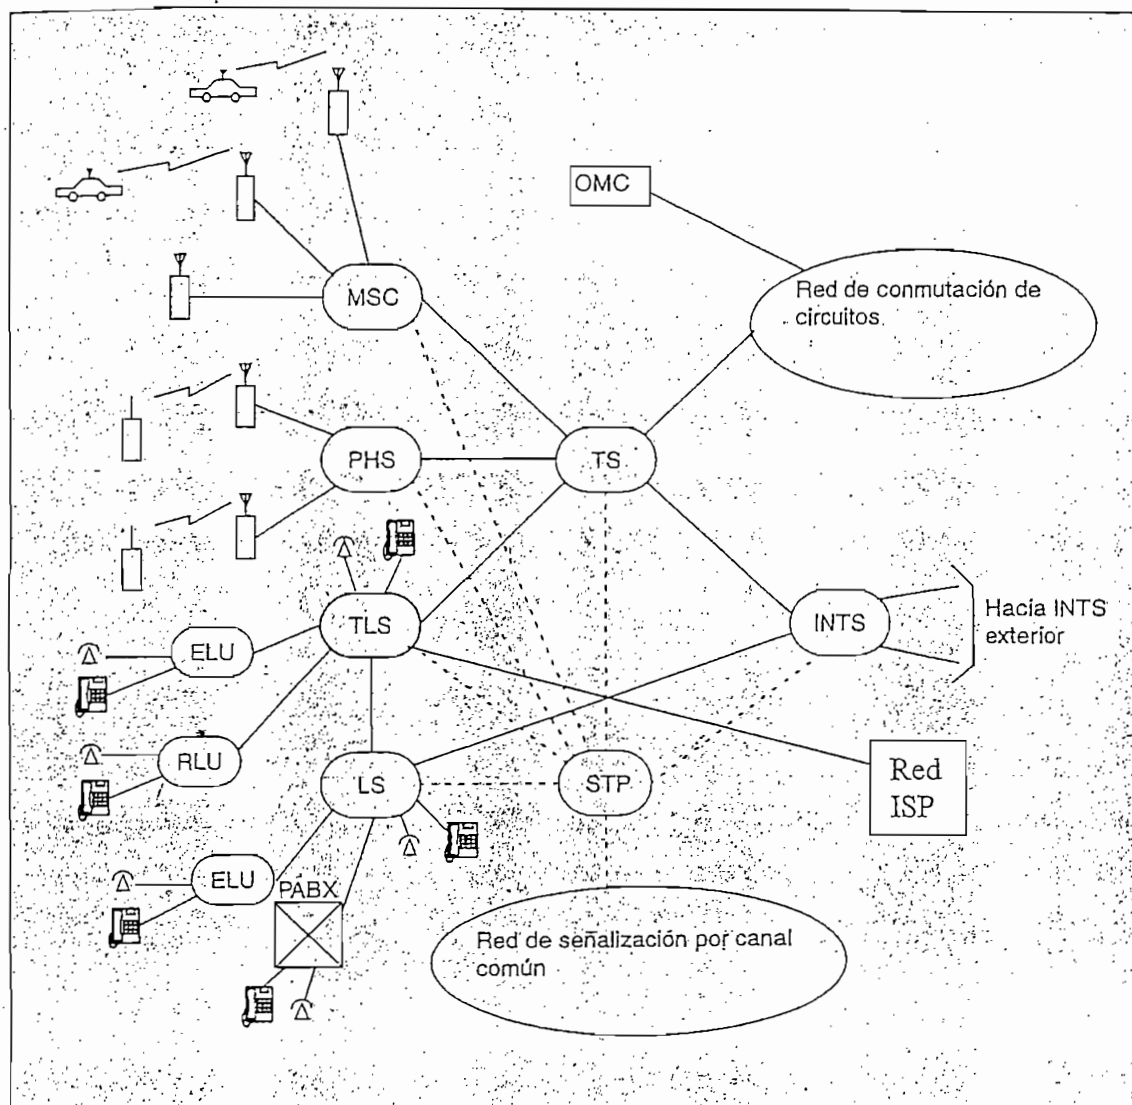 OMC
Red de conmutación de
circuitos
MSC
PHS
TS
TLS
INTS
Hacia INTS
exterior
ELU
RLU
LS
STP
Red
ISP
ELU
PABX
Red de señalización por canal
común